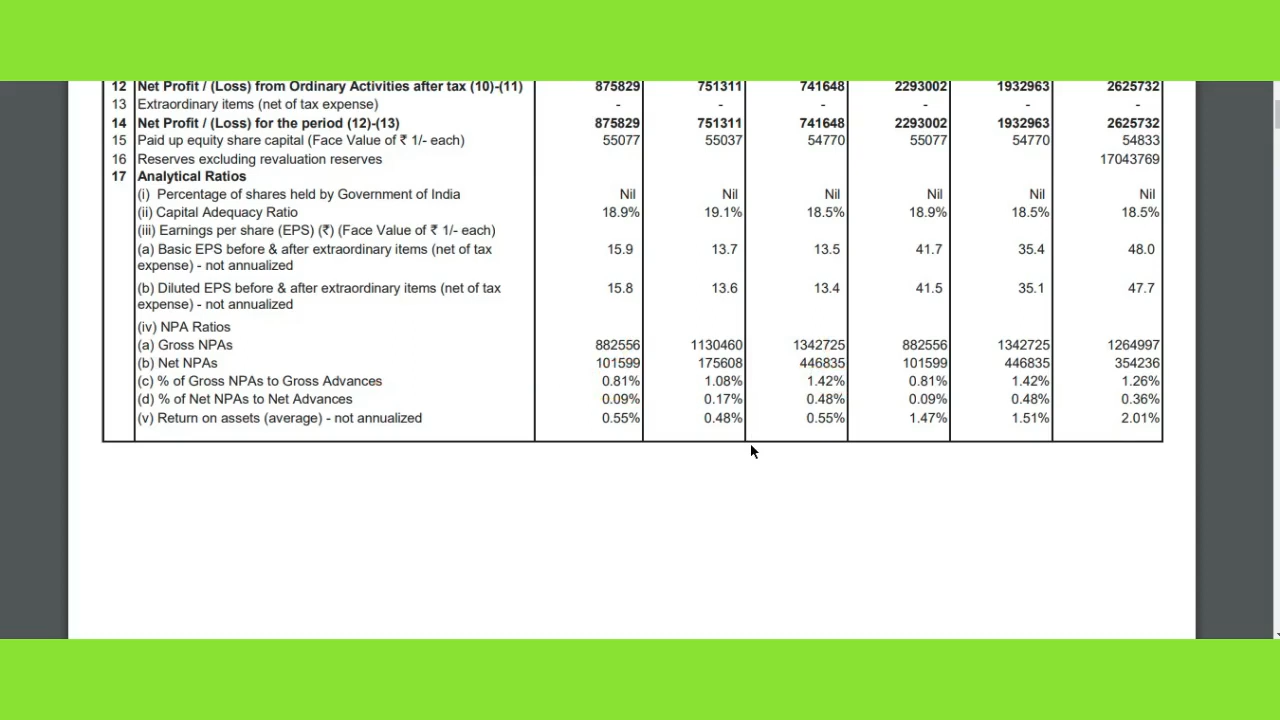 12 Net Profit / (Loss) from Ordinary Activities after tax (10)-(11) 875829 751311 741648 2293002 1932963 2625732
13 Extraordinary items (net of tax expense) - - - - - -
14 Net Profit / (Loss) for the period (12)-(13) 875829 751311 741648 2293002 1932963 2625732
15 Paid up equity share capital (Face Value of ₹ 1/- each) 55077 55037 54770 55077 54770 54833
16 Reserves excluding revaluation reserves 17043769
17 Analytical Ratios
(i) Percentage of shares held by Government of India Nil Nil Nil Nil Nil Nil
(ii) Capital Adequacy Ratio 18.9% 19.1% 18.5% 18.9% 18.5% 18.5%
(iii) Earnings per share (EPS) (₹) (Face Value of ₹ 1/- each)
(a) Basic EPS before & after extraordinary items (net of tax 15.9 13.7 13.5 41.7 35.4 48.0
expense) - not annualized
(b) Diluted EPS before & after extraordinary items (net of tax 15.8 13.6 13.4 41.5 35.1 47.7
expense) - not annualized
(iv) NPA Ratios
(a) Gross NPAs 882556 1130460 1342725 882556 1342725 1264997
(b) Net NPAs 101599 175608 446835 101599 446835 354236
(c) % of Gross NPAs to Gross Advances 0.81% 1.08% 1.42% 0.81% 1.42% 1.26%
(d) % of Net NPAs to Net Advances 0.09% 0.17% 0.48% 0.09% 0.48% 0.36%
(v) Return on assets (average) - not annualized 0.55% 0.48% 0.55% 1.47% 1.51% 2.01%